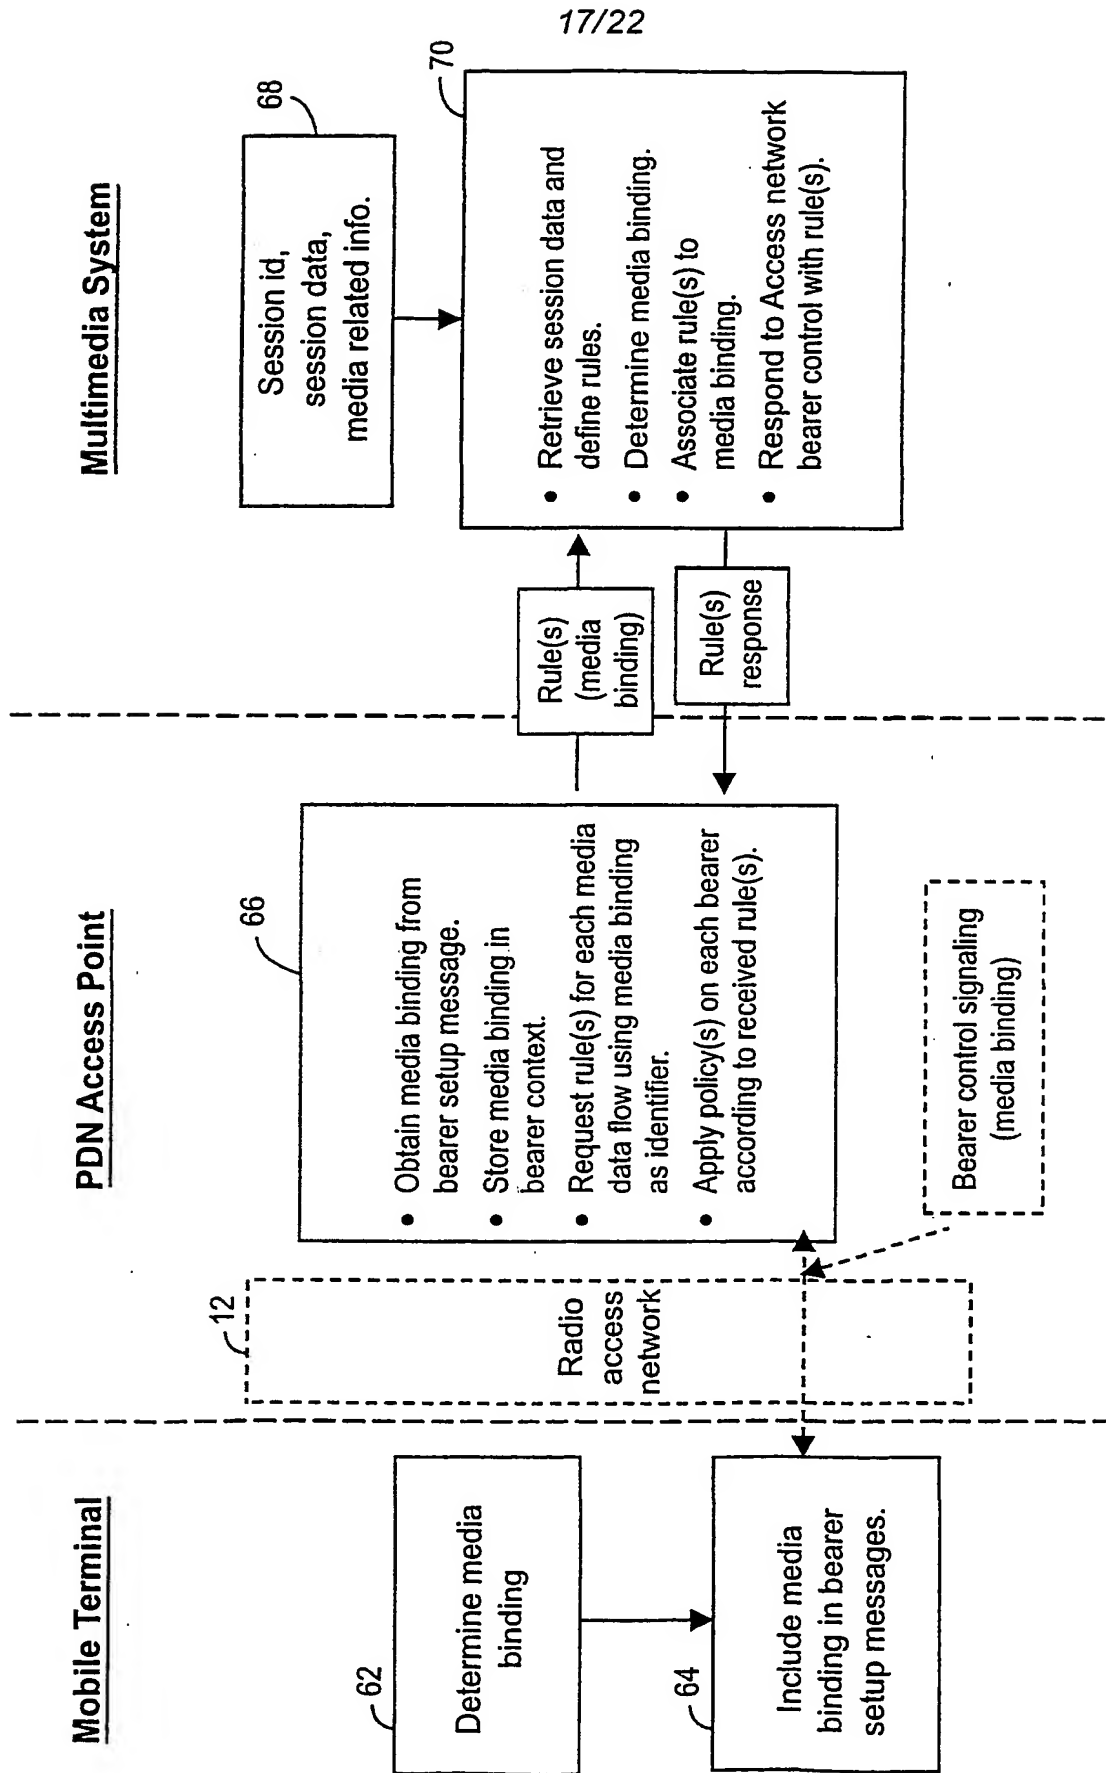 17/22
Mobile Terminal
62
Determine media
binding
64
Include media
binding in bearer
setup messages.
PDN Access Point
12
Radio
access
network
66
• Obtain media binding from
bearer setup message.
• Store media binding in
bearer context.
• Request rule(s) for each media
data flow using media binding
as identifier.
• Apply policy(s) on each bearer
according to received rule(s).
Bearer control signaling
(media binding)
Multimedia System
Rule(s)
(media
binding)
Rule(s)
response
68
Session id,
session data,
media related info.
70
• Retrieve session data and
define rules.
• Determine media binding.
• Associate rule(s) to
media binding.
• Respond to Access network
bearer control with rule(s).